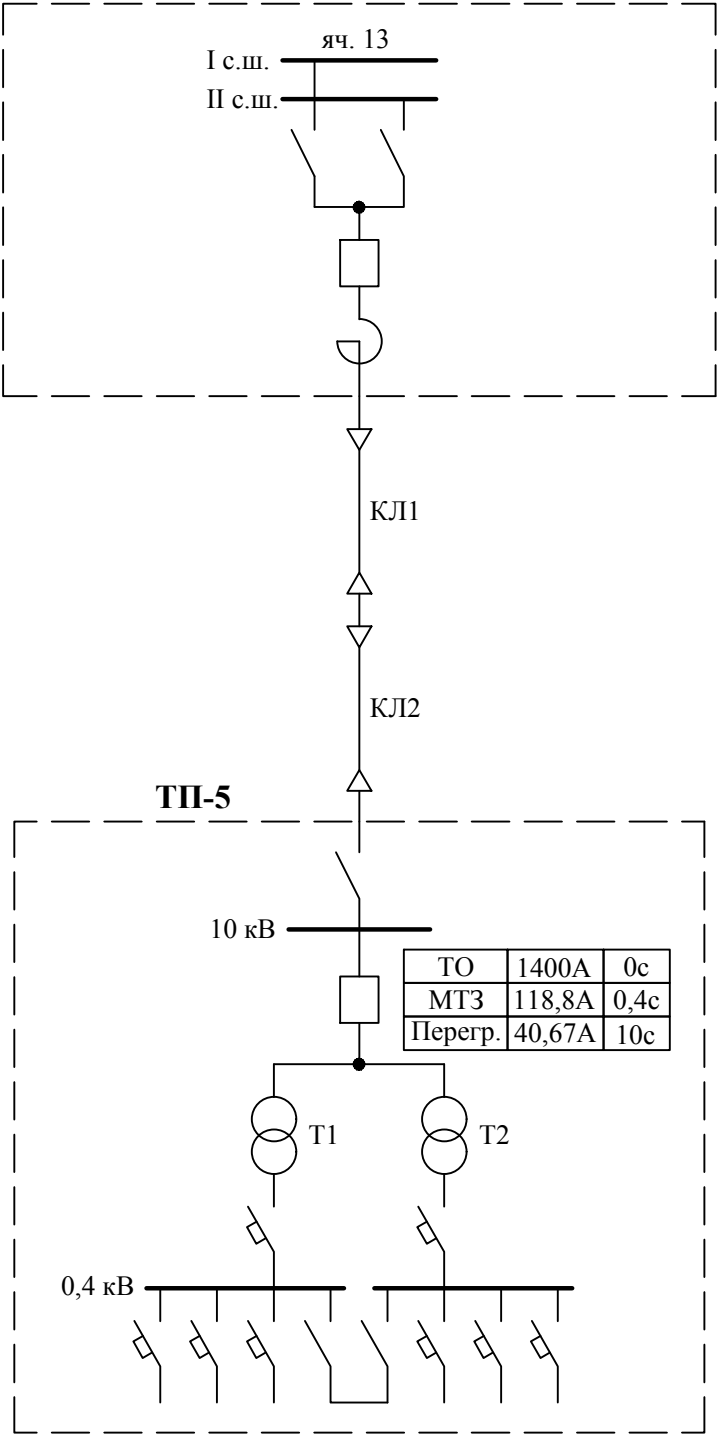 яч. 13
I с.ш.
II с.ш.
КЛ1
КЛ2
ТП-5
10 кВ
ТО 1400А 0с
МТЗ 118,8А 0,4с
Перегр. 40,67А 10с
Т1 Т2
0,4 кВ